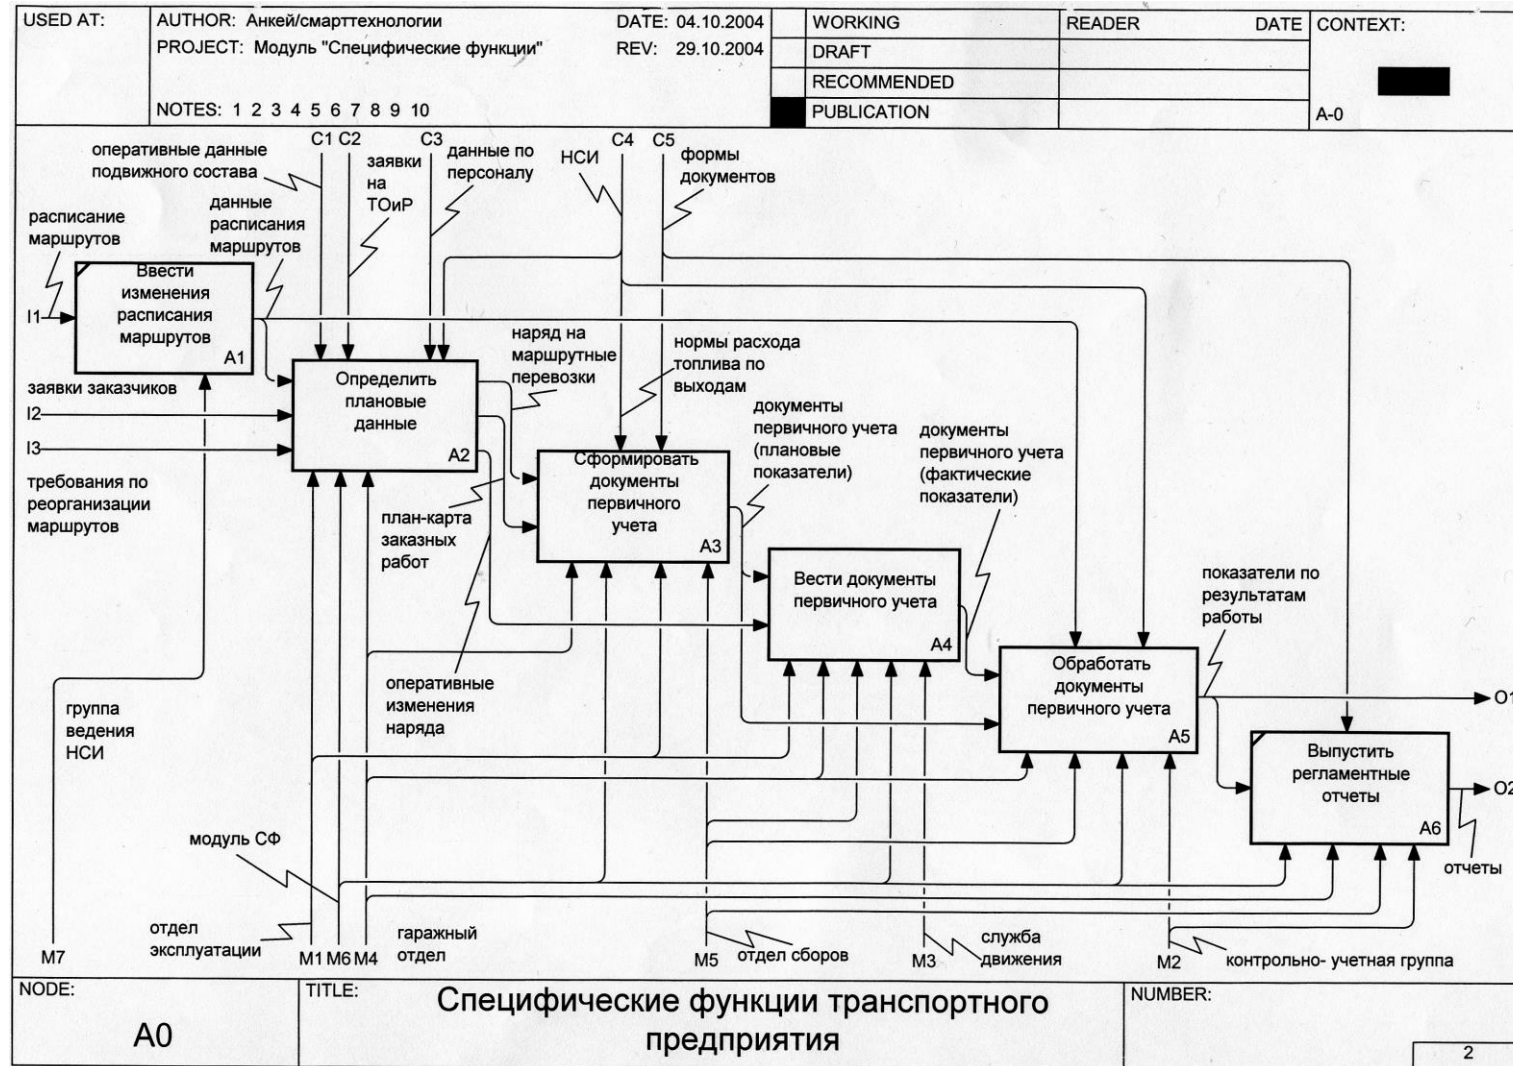 USED AT:
AUTHOR: Анкей/смарттехнологии
DATE: 04.10.2004
PROJECT: Модуль "Специфические функции"
REV: 29.10.2004
NOTES: 1 2 3 4 5 6 7 8 9 10
WORKING
DRAFT
RECOMMENDED
PUBLICATION
READER
DATE
CONTEXT:
A-0
C1
C2
C3
C4
C5
оперативные данные
подвижного состава
заявки
на
ТОиР
данные по
персоналу
НСИ
формы
документов
расписание
маршрутов
данные
расписания
маршрутов
I1
Ввести
изменения
расписания
маршрутов
A1
заявки заказчиков
I2
I3
требования по
реорганизации
маршрутов
Определить
плановые
данные
A2
наряд на
маршрутные
перевозки
нормы расхода
топлива по
выходам
план-карта
заказных
работ
Сформировать
документы
первичного
учета
A3
документы
первичного учета
(плановые
показатели)
документы
первичного учета
(фактические
показатели)
Вести документы
первичного учета
A4
оперативные
изменения
наряда
Обработать
документы
первичного учета
A5
показатели по
результатам
работы
O1
Выпустить
регламентные
отчеты
A6
O2
отчеты
группа
ведения
НСИ
модуль СФ
отдел
эксплуатации
гаражный
отдел
отдел сборов
служба
движения
контрольно- учетная группа
M7
M1
M6
M4
M5
M3
M2
NODE:
A0
TITLE:
Специфические функции транспортного
предприятия
NUMBER:
2